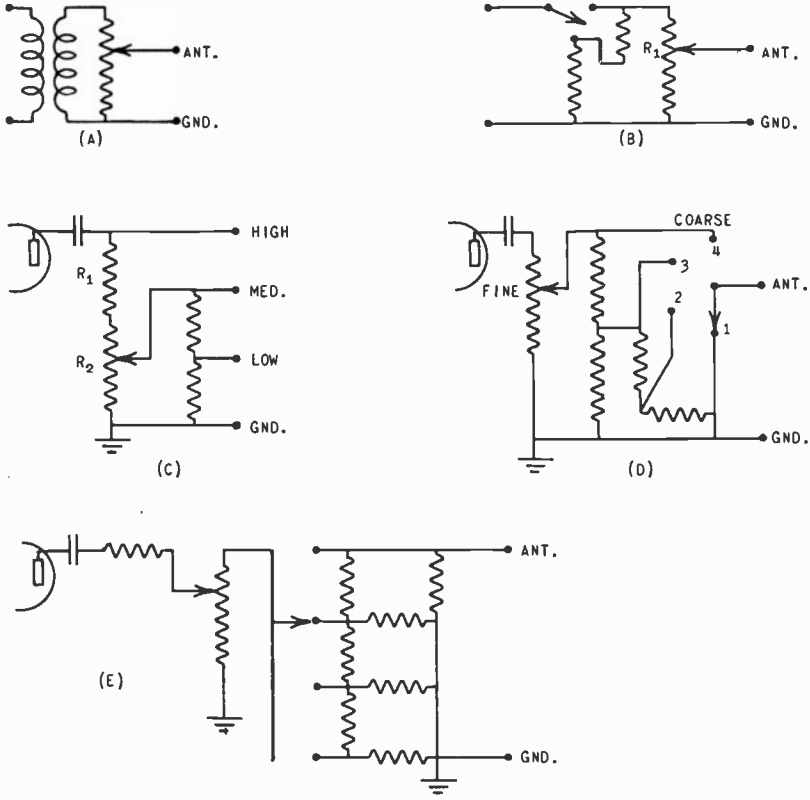 ANT.
GND.
(A)
R1
ANT.
GND.
(B)
HIGH
R1
MED.
R2
LOW
GND.
(C)
COARSE
4
3
ANT.
FINE
2
1
GND.
(D)
ANT.
(E)
GND.